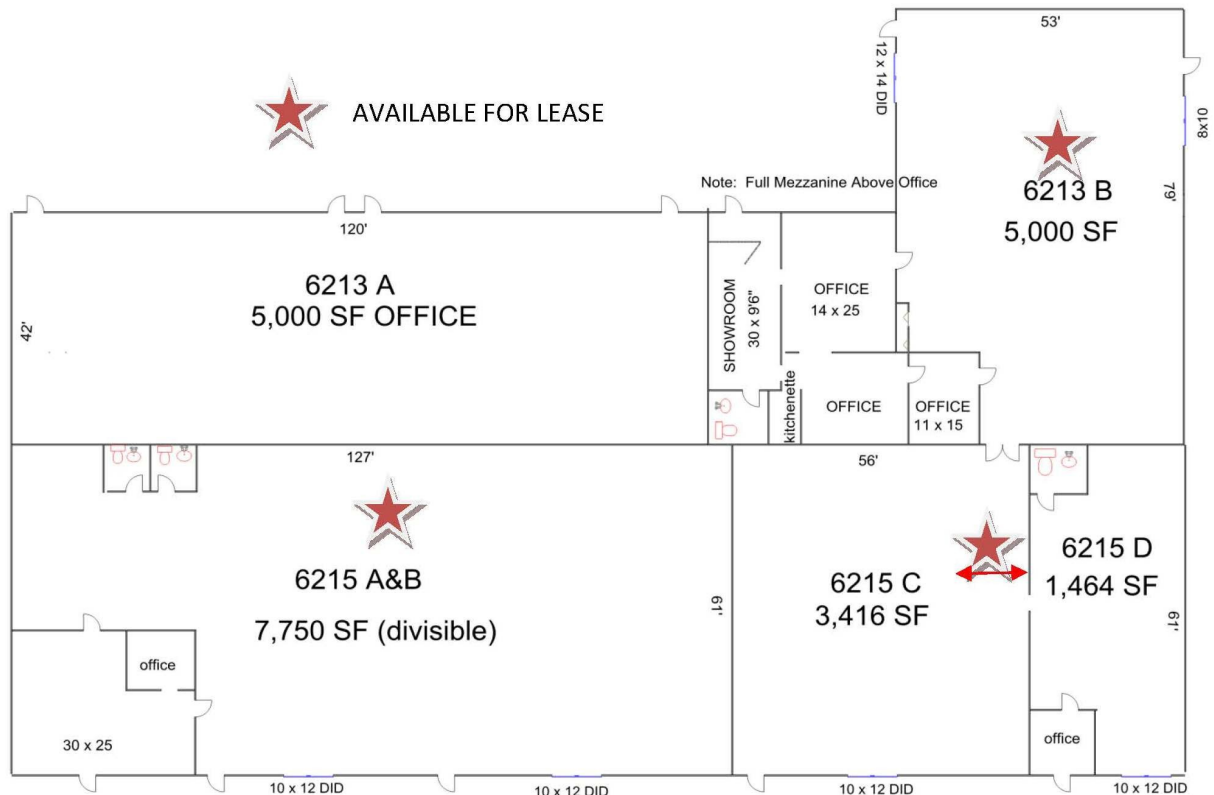 53'
12 x 14 DID
AVAILABLE FOR LEASE
8x10
Note: Full Mezzanine Above Office
6213 B
5,000 SF
79'
120'
6213 A
5,000 SF OFFICE
42'
SHOWROOM
30 x 9'6"
OFFICE
14 x 25
kitchenette
OFFICE
OFFICE
11 x 15
127'
56'
6215 A&B
7,750 SF (divisible)
61'
6215 C
3,416 SF
6215 D
1,464 SF
61'
office
30 x 25
office
10 x 12 DID
10 x 12 DID
10 x 12 DID
10 x 12 DID